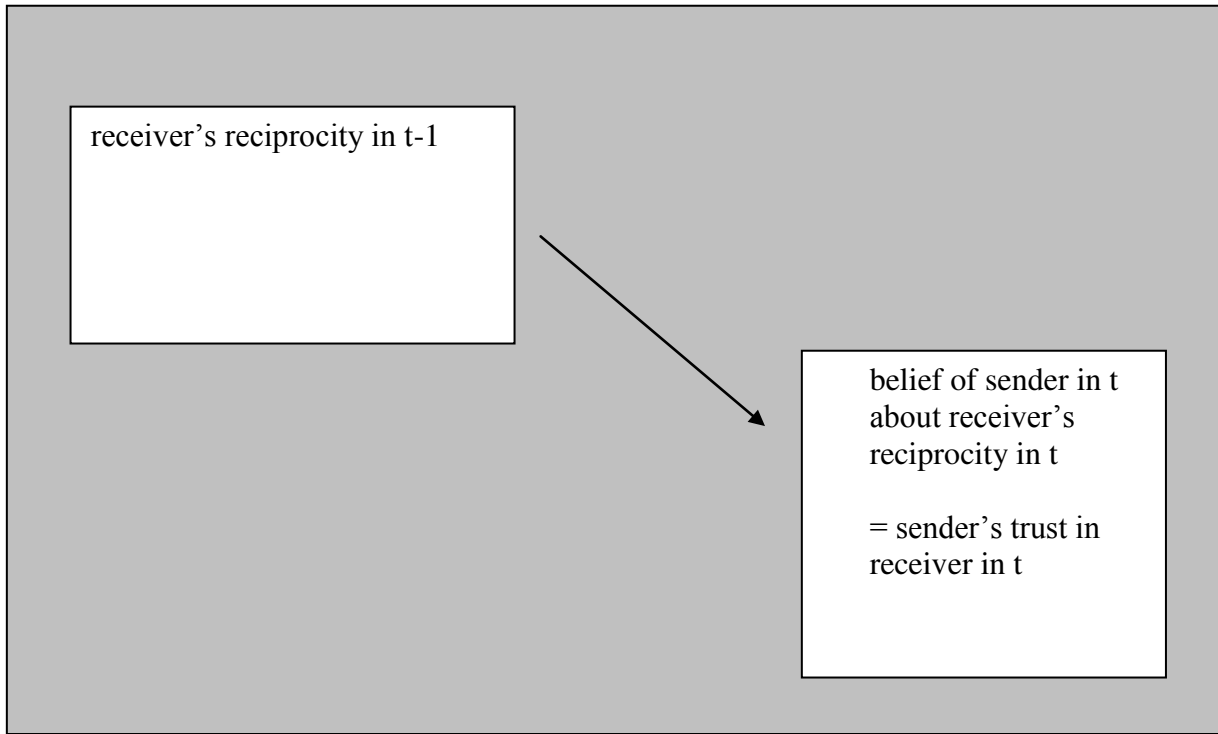 receiver’s reciprocity in t-1
belief of sender in t
about receiver’s
reciprocity in t
= sender’s trust in
receiver in t